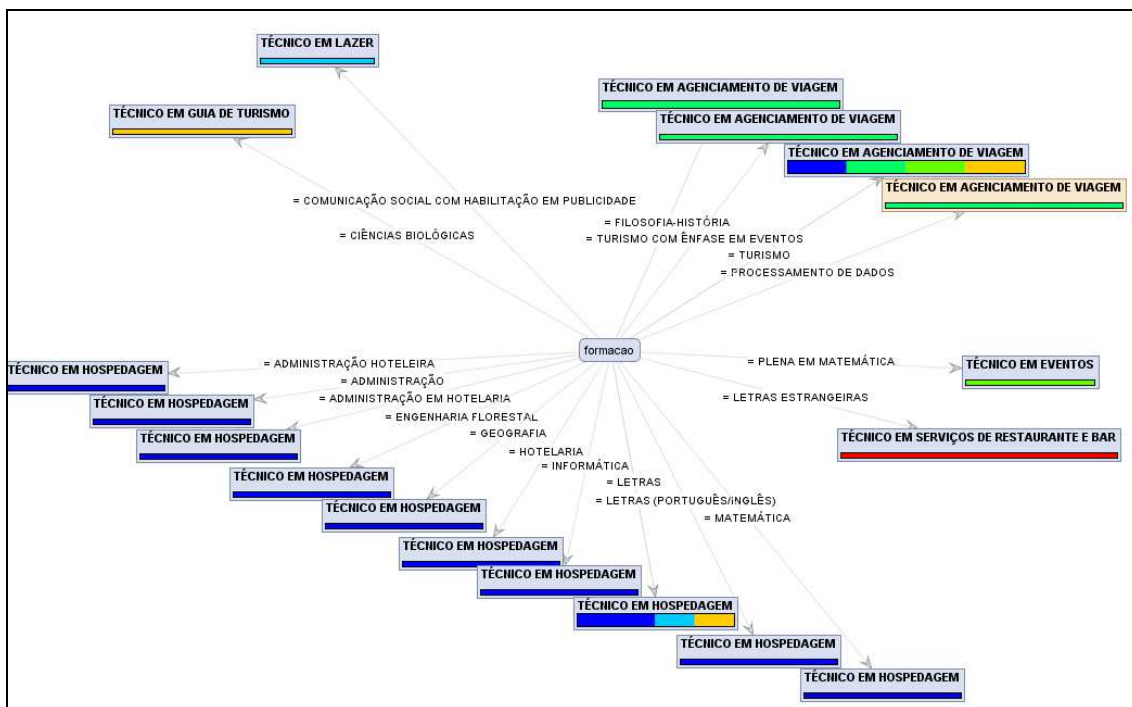 TÉCNICO EM LAZER
TÉCNICO EM GUIA DE TURISMO
TÉCNICO EM AGENCIAMENTO DE VIAGEM
TÉCNICO EM AGENCIAMENTO DE VIAGEM
TÉCNICO EM AGENCIAMENTO DE VIAGEM
TÉCNICO EM AGENCIAMENTO DE VIAGEM
= COMUNICAÇÃO SOCIAL COM HABILITAÇÃO EM PUBLICIDADE
= CIÊNCIAS BIOLÓGICAS
= FILOSOFIA-HISTÓRIA
= TURISMO COM ÊNFASE EM EVENTOS
= TURISMO
= PROCESSAMENTO DE DADOS
formacao
= PLENA EM MATEMÁTICA
TÉCNICO EM EVENTOS
= LETRAS ESTRANGEIRAS
TÉCNICO EM SERVIÇOS DE RESTAURANTE E BAR
= ADMINISTRAÇÃO HOTELEIRA
= ADMINISTRAÇÃO
= ADMINISTRAÇÃO EM HOTELARIA
= ENGENHARIA FLORESTAL
= GEOGRAFIA
= HOTELARIA
= INFORMÁTICA
= LETRAS
= LETRAS (PORTUGUÊS/INGLÊS)
= MATEMÁTICA
TÉCNICO EM HOSPEDAGEM
TÉCNICO EM HOSPEDAGEM
TÉCNICO EM HOSPEDAGEM
TÉCNICO EM HOSPEDAGEM
TÉCNICO EM HOSPEDAGEM
TÉCNICO EM HOSPEDAGEM
TÉCNICO EM HOSPEDAGEM
TÉCNICO EM HOSPEDAGEM
TÉCNICO EM HOSPEDAGEM
TÉCNICO EM HOSPEDAGEM